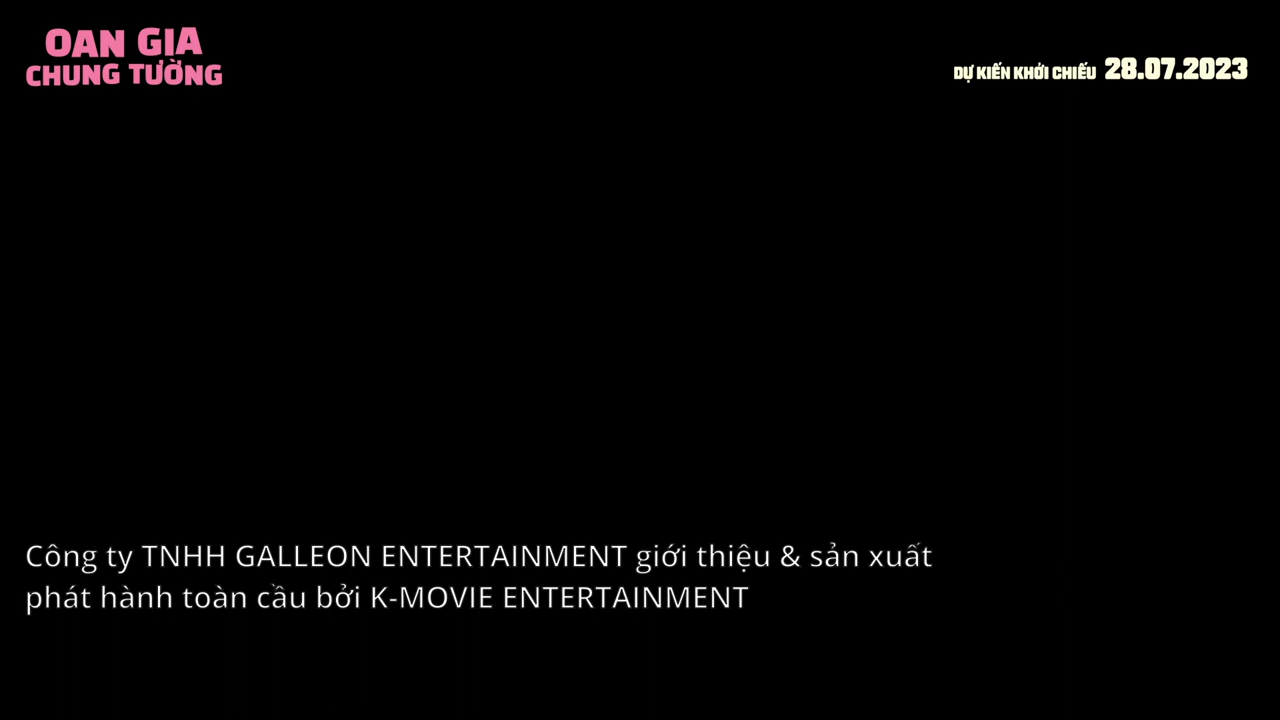 OAN GIA
CHUNG TƯỜNG
DỰ KIẾN KHỞI CHIẾU 28.07.2023
Công ty TNHH GALLEON ENTERTAINMENT giới thiệu & sản xuất
phát hành toàn cầu bởi K-MOVIE ENTERTAINMENT